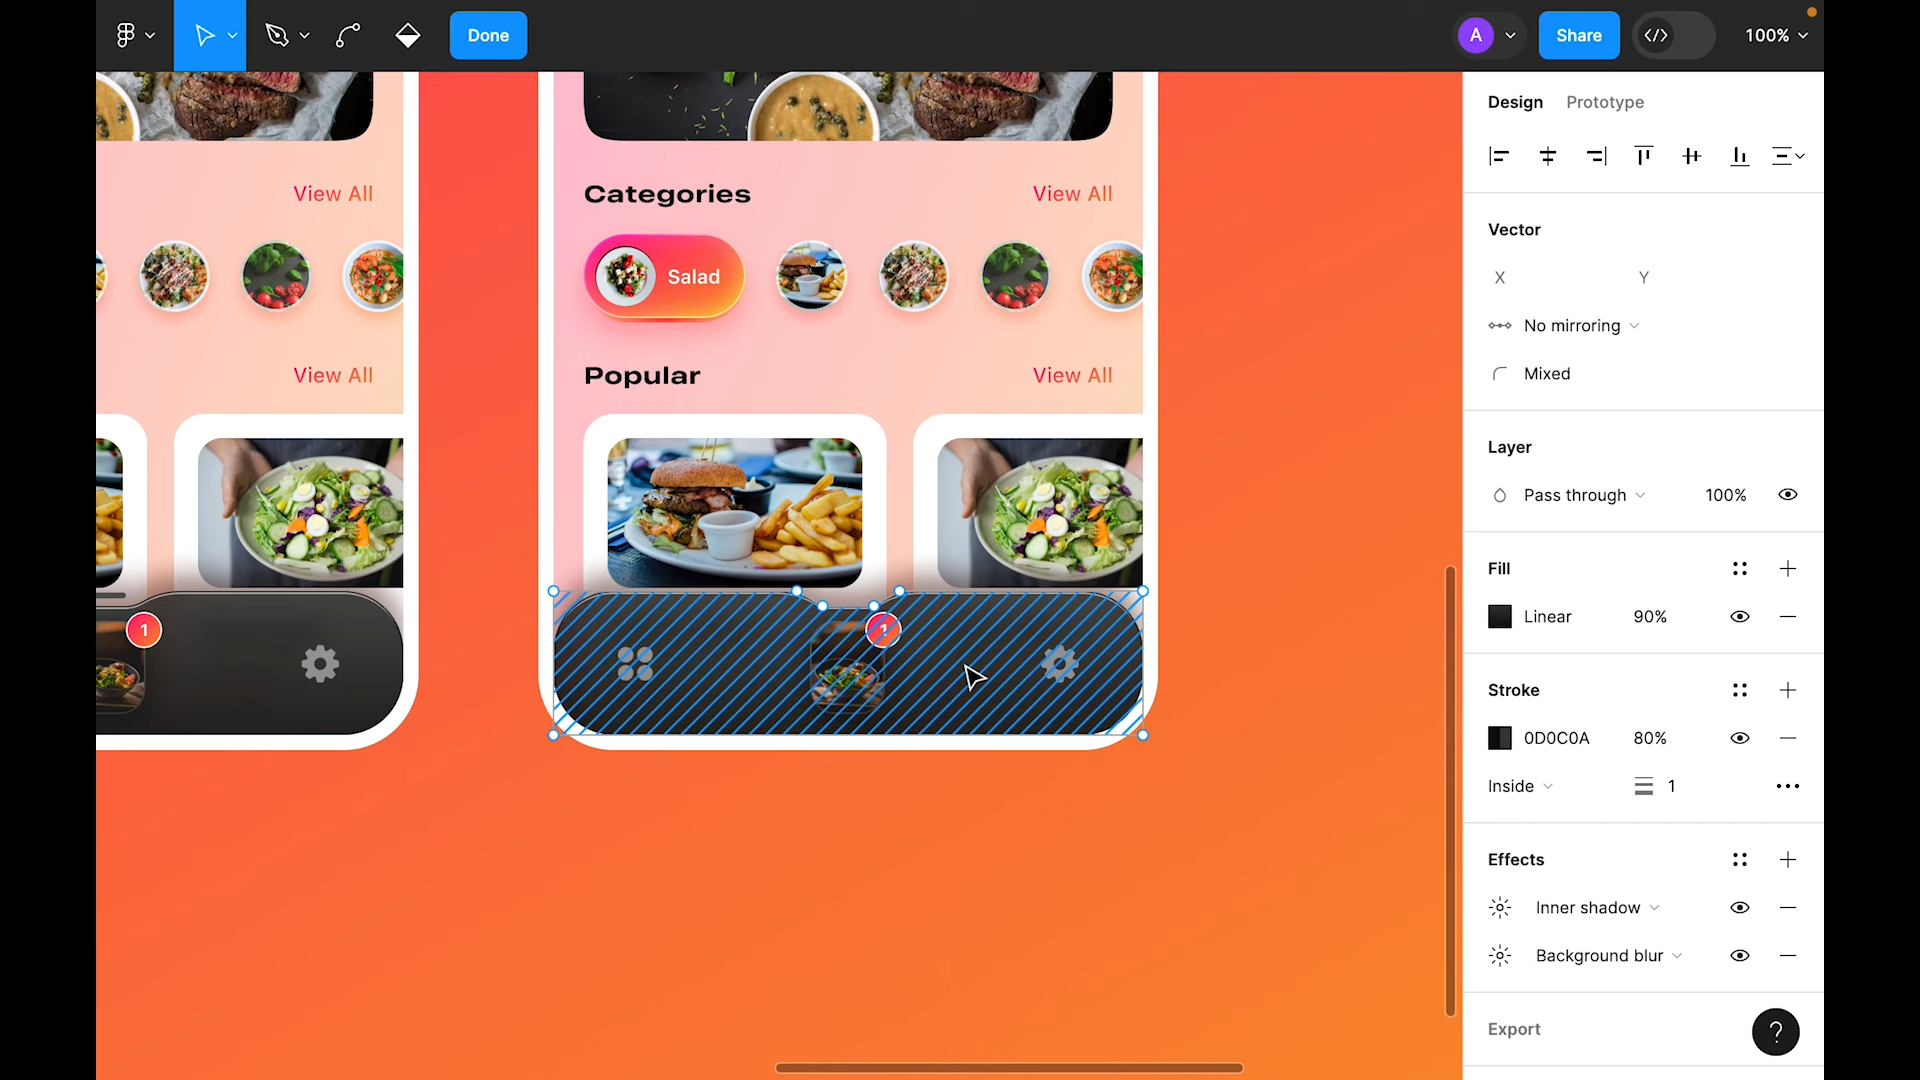 Done
A
Share
100%
Design
Prototype
View All
Categories
View All
Vector
X
Y
Salad
No mirroring
View All
Popular
View All
Mixed
Layer
Pass through
100%
Fill
Linear
90%
1
1
Stroke
0D0C0A
80%
Inside
1
Effects
Inner shadow
Background blur
Export
?